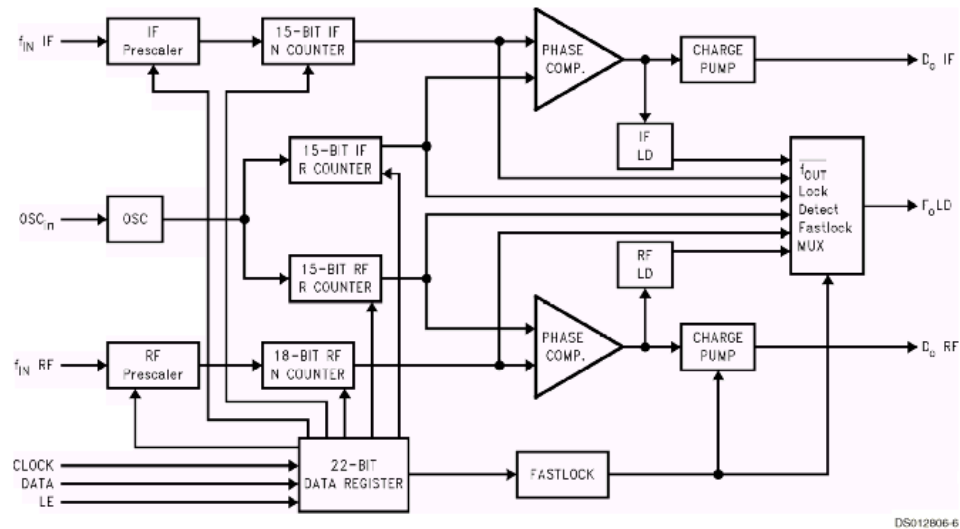 f_IN IF
IF
Prescaler
15-BIT IF
N COUNTER
PHASE
COMP.
CHARGE
PUMP
D_o IF
IF
LD
15-BIT IF
R COUNTER
OSC_in
OSC
f_OUT
Lock
Detect
Fastlock
MUX
F_oLD
15-BIT RF
R COUNTER
RF
LD
f_IN RF
RF
Prescaler
18-BIT RF
N COUNTER
PHASE
COMP.
CHARGE
PUMP
D_o RF
CLOCK
DATA
LE
22-BIT
DATA REGISTER
FASTLOCK
DS012806-6